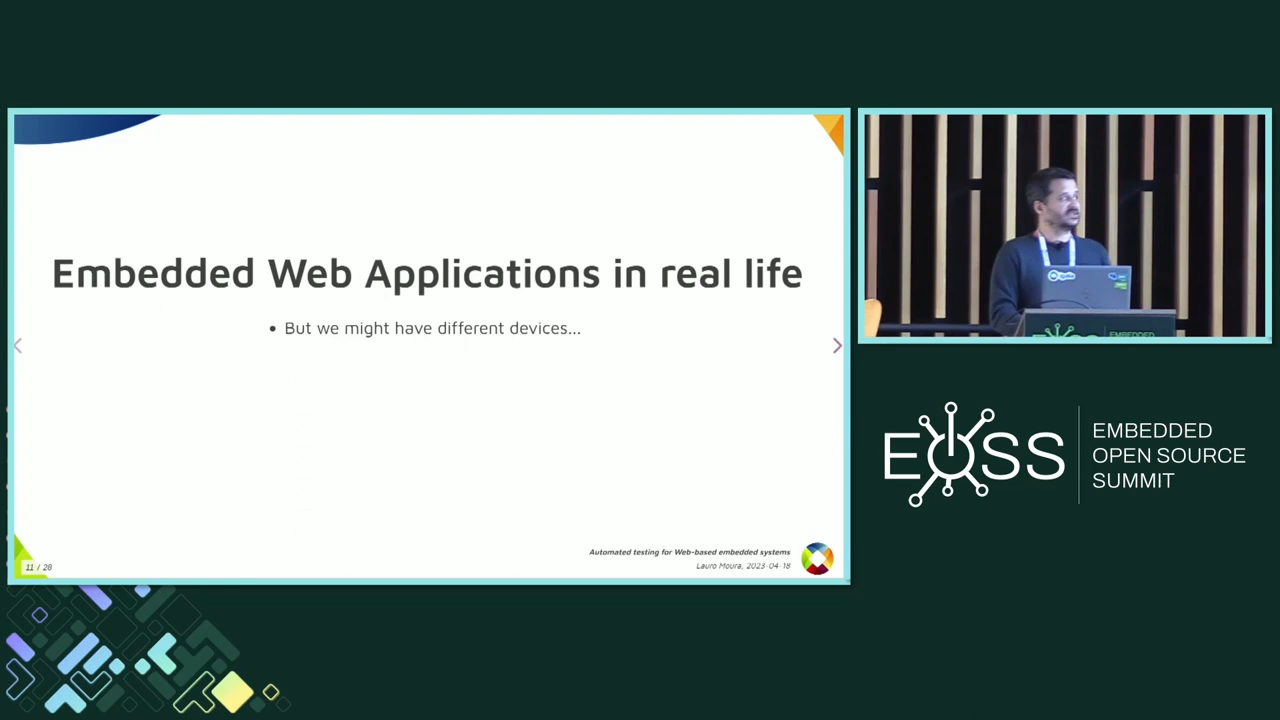 Embedded Web Applications in real life
• But we might have different devices...
Automated testing for Web-based embedded systems
Lauro Moura, 2023-04-18
11 / 28
EOSS
EMBEDDED
OPEN SOURCE
SUMMIT
EMBEDDED